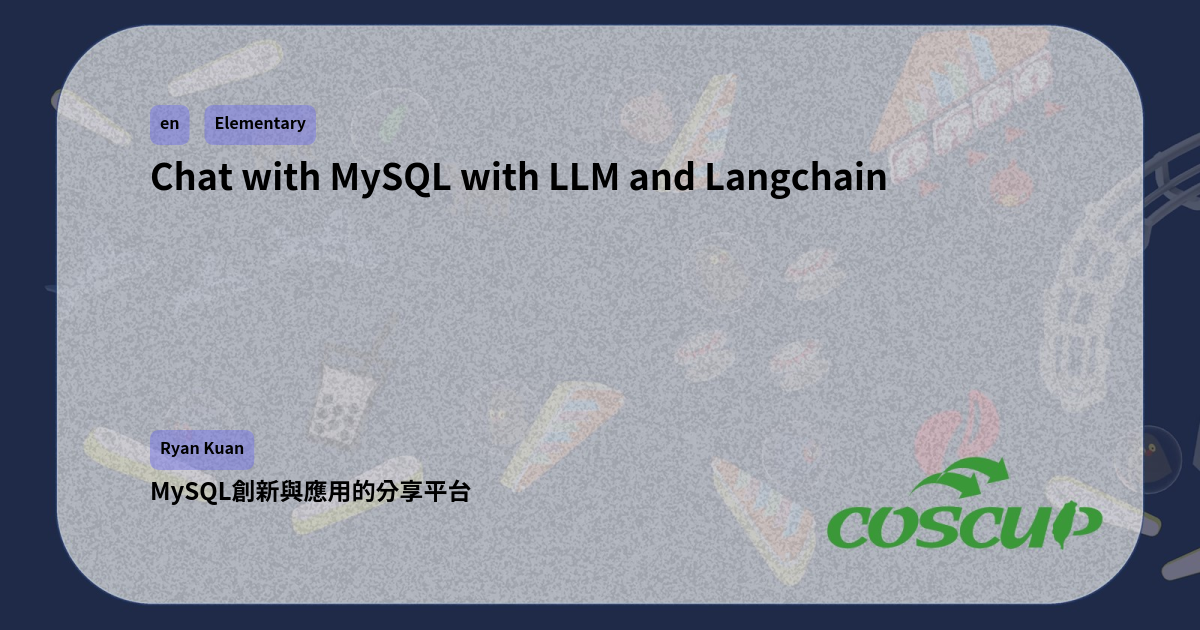 en Elementary
Chat with MySQL with LLM and Langchain
Ryan Kuan
MySQL創新與應用的分享平台
COSCUP